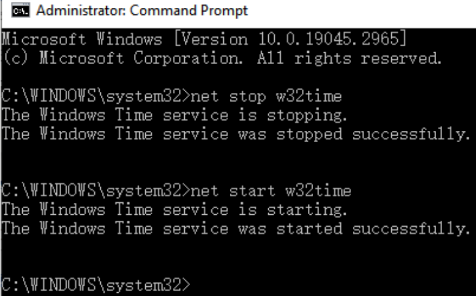 Administrator: Command Prompt
Microsoft Windows [Version 10.0.19045.2965]
(c) Microsoft Corporation. All rights reserved.
C:\WINDOWS\system32>net stop w32time
The Windows Time service is stopping.
The Windows Time service was stopped successfully.
C:\WINDOWS\system32>net start w32time
The Windows Time service is starting.
The Windows Time service was started successfully.
C:\WINDOWS\system32>